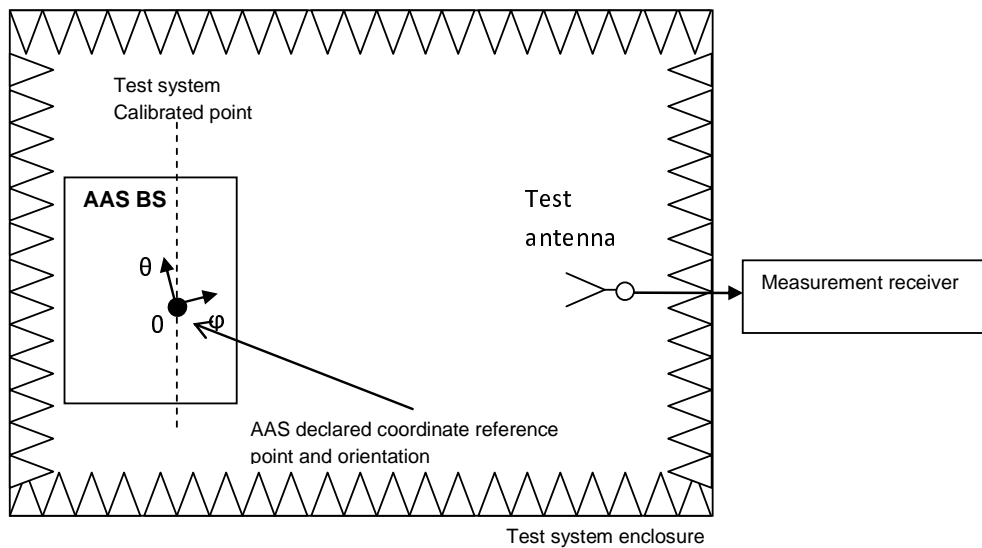 Test system
Calibrated point
AAS BS
Test
antenna
θ
0
φ
Measurement receiver
AAS declared coordinate reference
point and orientation
Test system enclosure